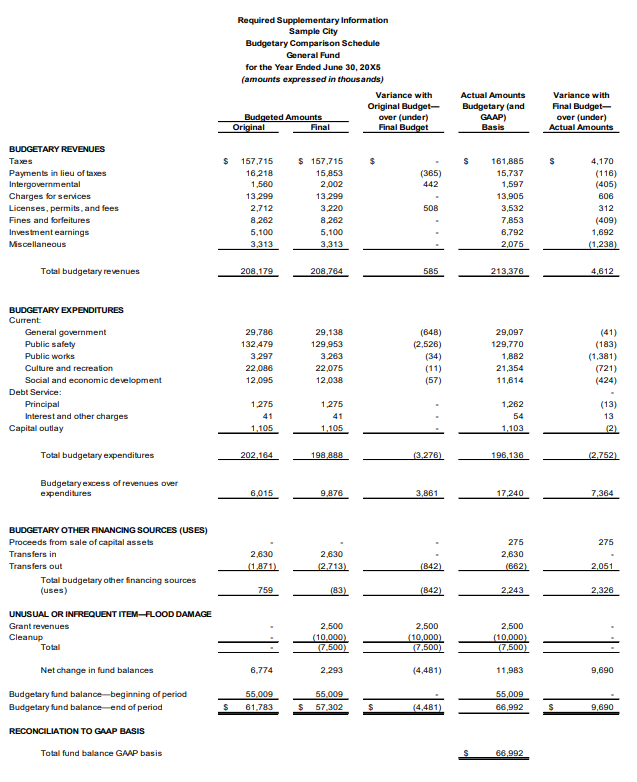 Required Supplementary Information
Sample City
Budgetary Comparison Schedule
General Fund
for the Year Ended June 30, 20X5
(amounts expressed in thousands)
Variance with Actual Amounts Variance with
Original Budget— Budgetary (and Final Budget—
Budgeted Amounts over (under) GAAP) over (under)
Original Final Final Budget Basis Actual Amounts
BUDGETARY REVENUES
Taxes $ 157,715 $ 157,715 $ - $ 161,885 $ 4,170
Payments in lieu of taxes 16,218 15,853 (365) 15,737 (116)
Intergovernmental 1,560 2,002 442 1,597 (405)
Charges for services 13,299 13,299 - 13,905 606
Licenses, permits, and fees 2,712 3,220 508 3,532 312
Fines and forfeitures 8,262 8,262 - 7,853 (409)
Investment earnings 5,100 5,100 - 6,792 1,692
Miscellaneous 3,313 3,313 - 2,075 (1,238)
Total budgetary revenues 208,179 208,764 585 213,376 4,612
BUDGETARY EXPENDITURES
Current:
General government 29,786 29,138 (648) 29,097 (41)
Public safety 132,479 129,953 (2,526) 129,770 (183)
Public works 3,297 3,263 (34) 1,882 (1,381)
Culture and recreation 22,086 22,075 (11) 21,354 (721)
Social and economic development 12,095 12,038 (57) 11,614 (424)
Debt Service: -
Principal 1,275 1,275 - 1,262 (13)
Interest and other charges 41 41 - 54 13
Capital outlay 1,105 1,105 - 1,103 (2)
Total budgetary expenditures 202,164 198,888 (3,276) 196,136 (2,752)
Budgetary excess of revenues over
expenditures 6,015 9,876 3,861 17,240 7,364
BUDGETARY OTHER FINANCING SOURCES (USES)
Proceeds from sale of capital assets - - - 275 275
Transfers in 2,630 2,630 - 2,630 -
Transfers out (1,871) (2,713) (842) (662) 2,051
Total budgetary other financing sources
(uses) 759 (83) (842) 2,243 2,326
UNUSUAL OR INFREQUENT ITEM—FLOOD DAMAGE
Grant revenues - 2,500 2,500 2,500 -
Cleanup - (10,000) (10,000) (10,000) -
Total - (7,500) (7,500) (7,500) -
Net change in fund balances 6,774 2,293 (4,481) 11,983 9,690
Budgetary fund balance—beginning of period 55,009 55,009 - 55,009 -
Budgetary fund balance—end of period $ 61,783 $ 57,302 $ (4,481) 66,992 $ 9,690
RECONCILIATION TO GAAP BASIS
Total fund balance GAAP basis $ 66,992